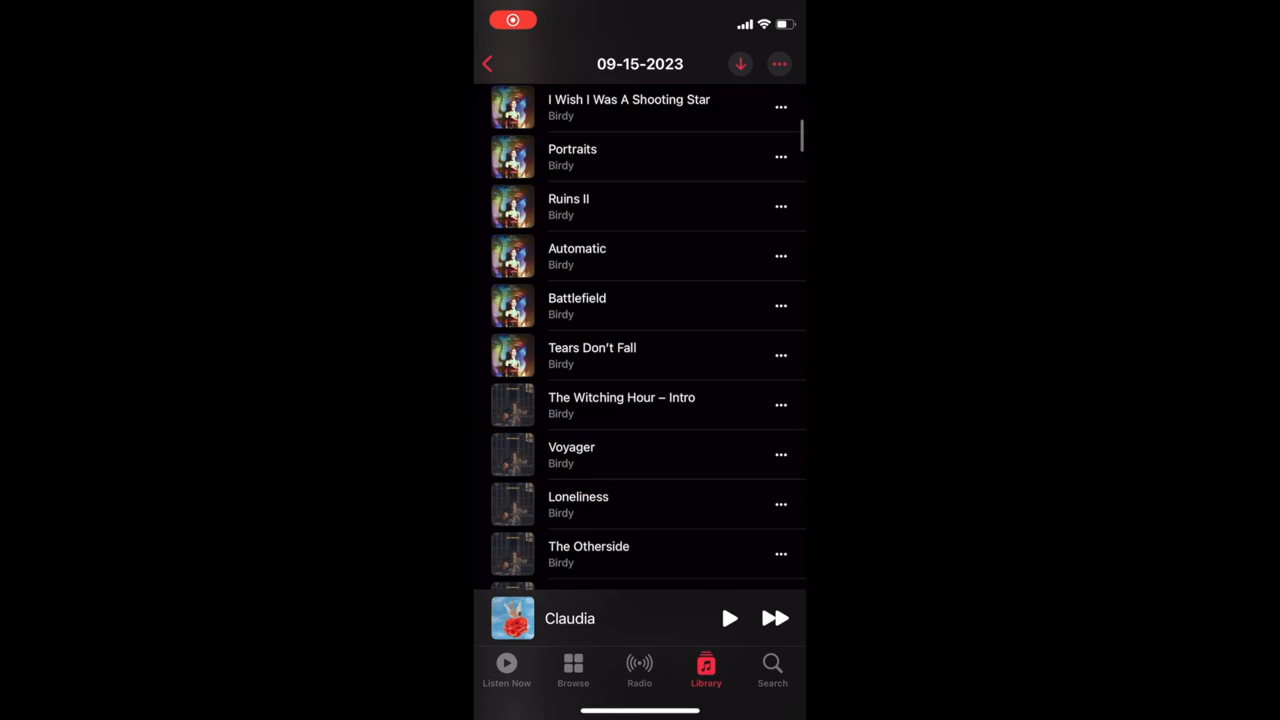 09-15-2023
I Wish I Was A Shooting Star
Birdy
Portraits
Birdy
Ruins II
Birdy
Automatic
Birdy
Battlefield
Birdy
Tears Don’t Fall
Birdy
The Witching Hour – Intro
Birdy
Voyager
Birdy
Loneliness
Birdy
The Otherside
Birdy
Claudia
Listen Now
Browse
Radio
Library
Search